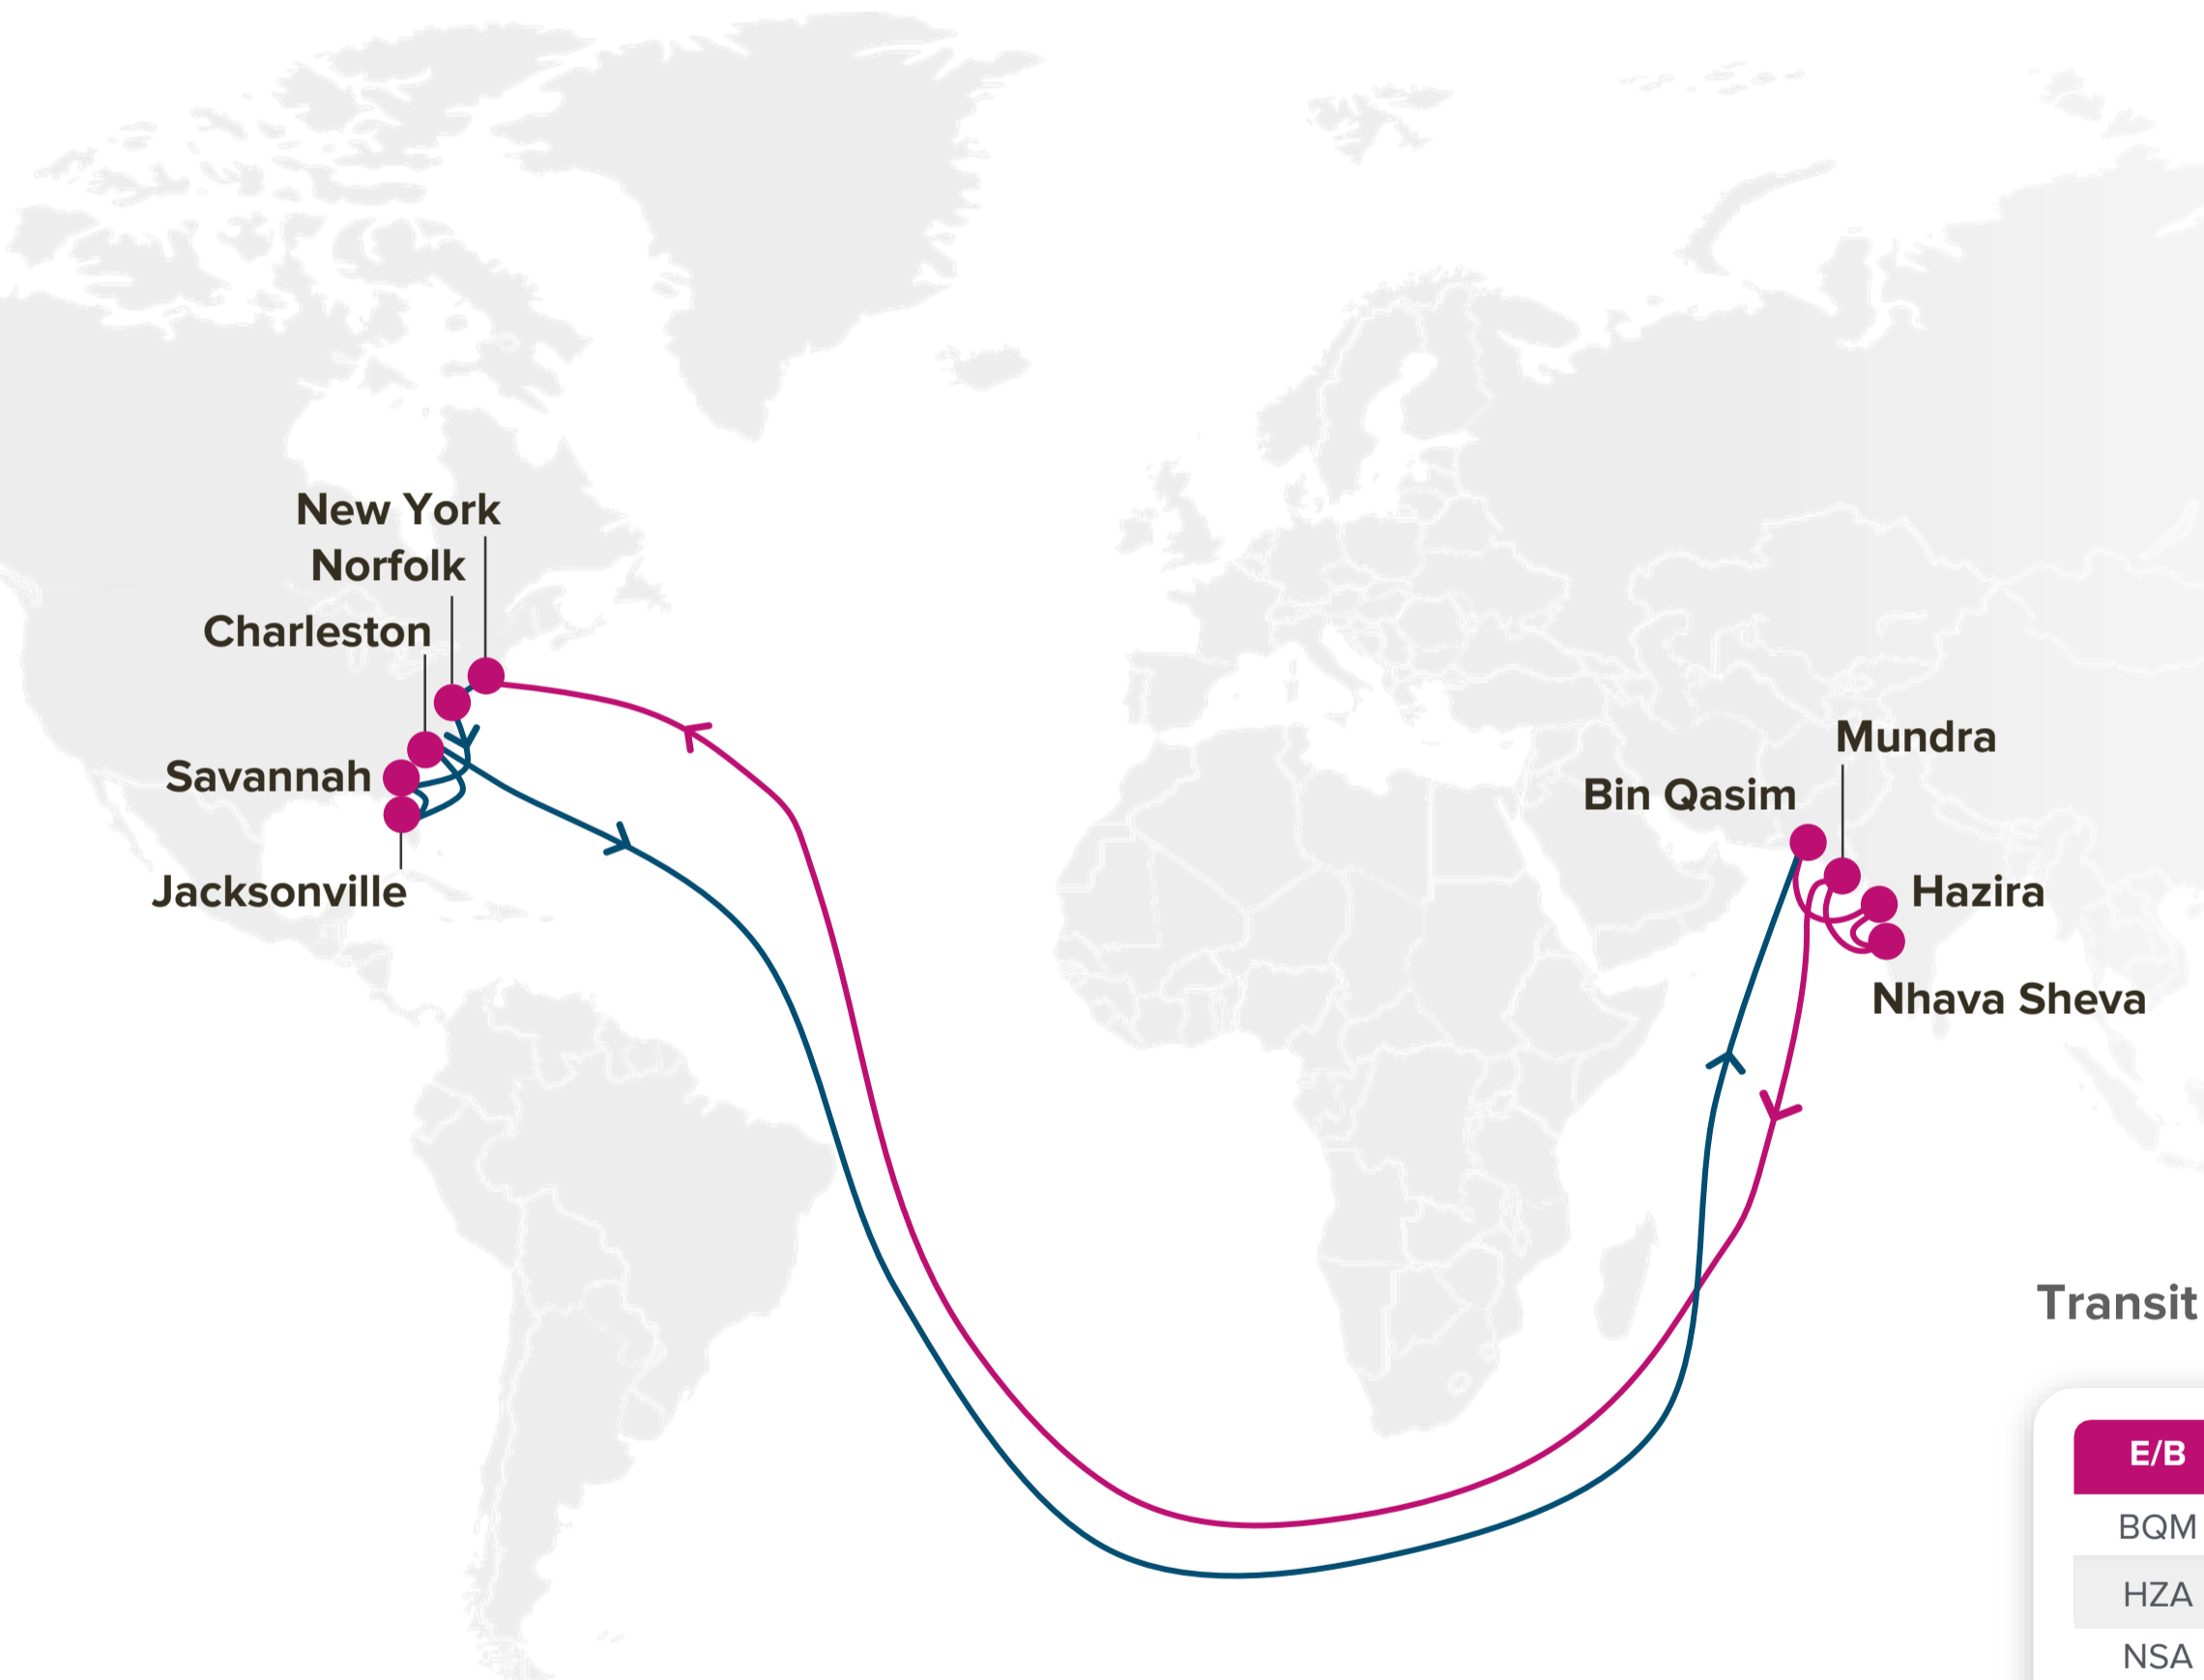 New York
Norfolk
Charleston
Savannah
Jacksonville
Mundra
Bin Qasim
Hazira
Nhava Sheva
Transit
E/B
BQM
HZA
NSA